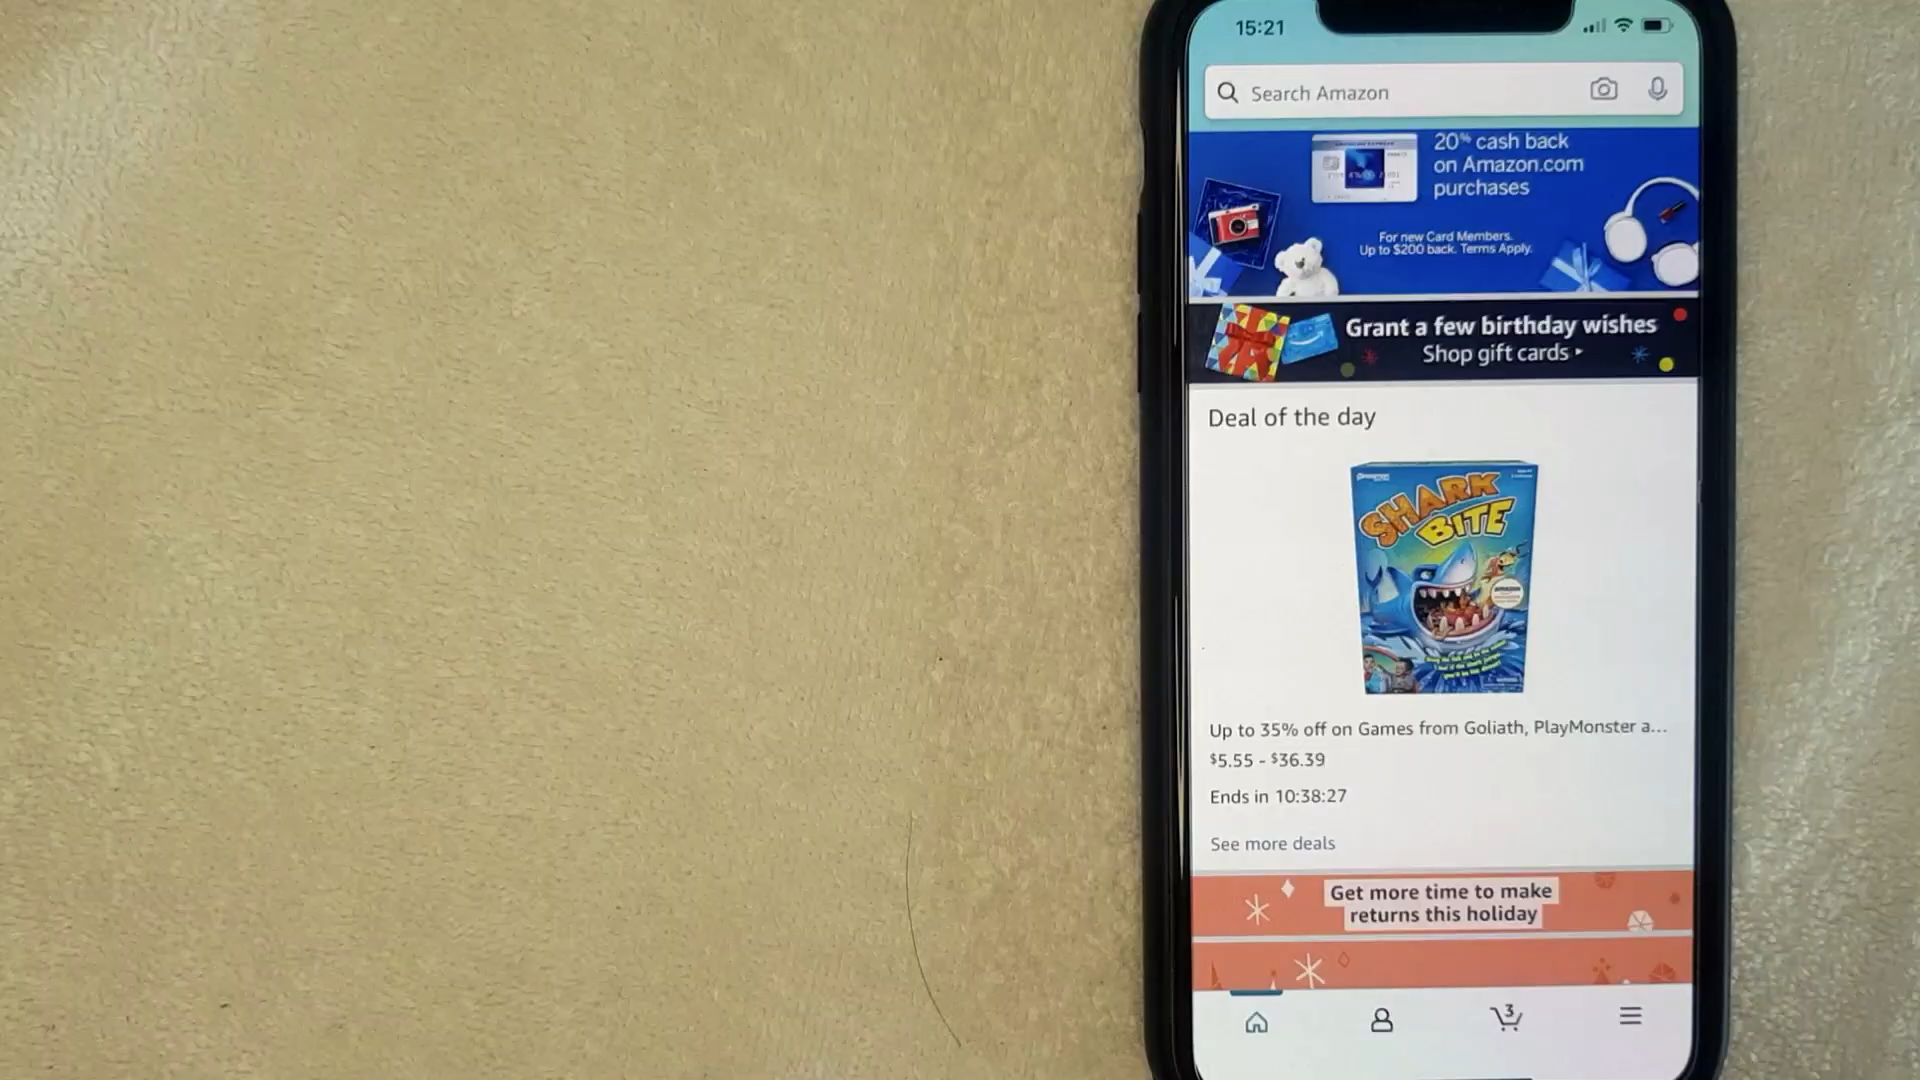 15:21
Search Amazon
20% cash back
on Amazon.com
purchases
For new Card Members.
Up to $200 back. Terms Apply.
Grant a few birthday wishes
Shop gift cards ▸
Deal of the day
SHARK
BITE
Up to 35% off on Games from Goliath, PlayMonster a...
$5.55 - $36.39
Ends in 10:38:27
See more deals
Get more time to make
returns this holiday
3